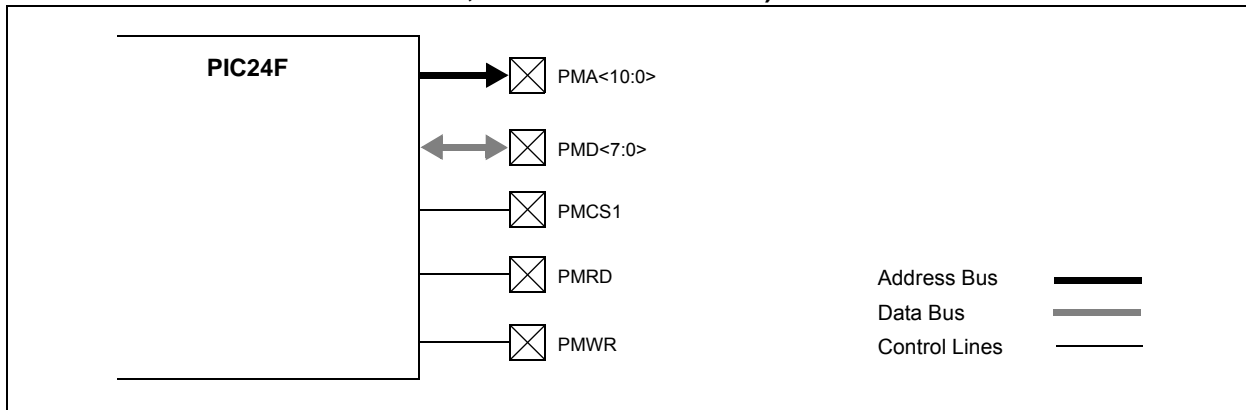 PIC24F
PMA<10:0>
PMD<7:0>
PMCS1
PMRD
PMWR
Address Bus
Data Bus
Control Lines